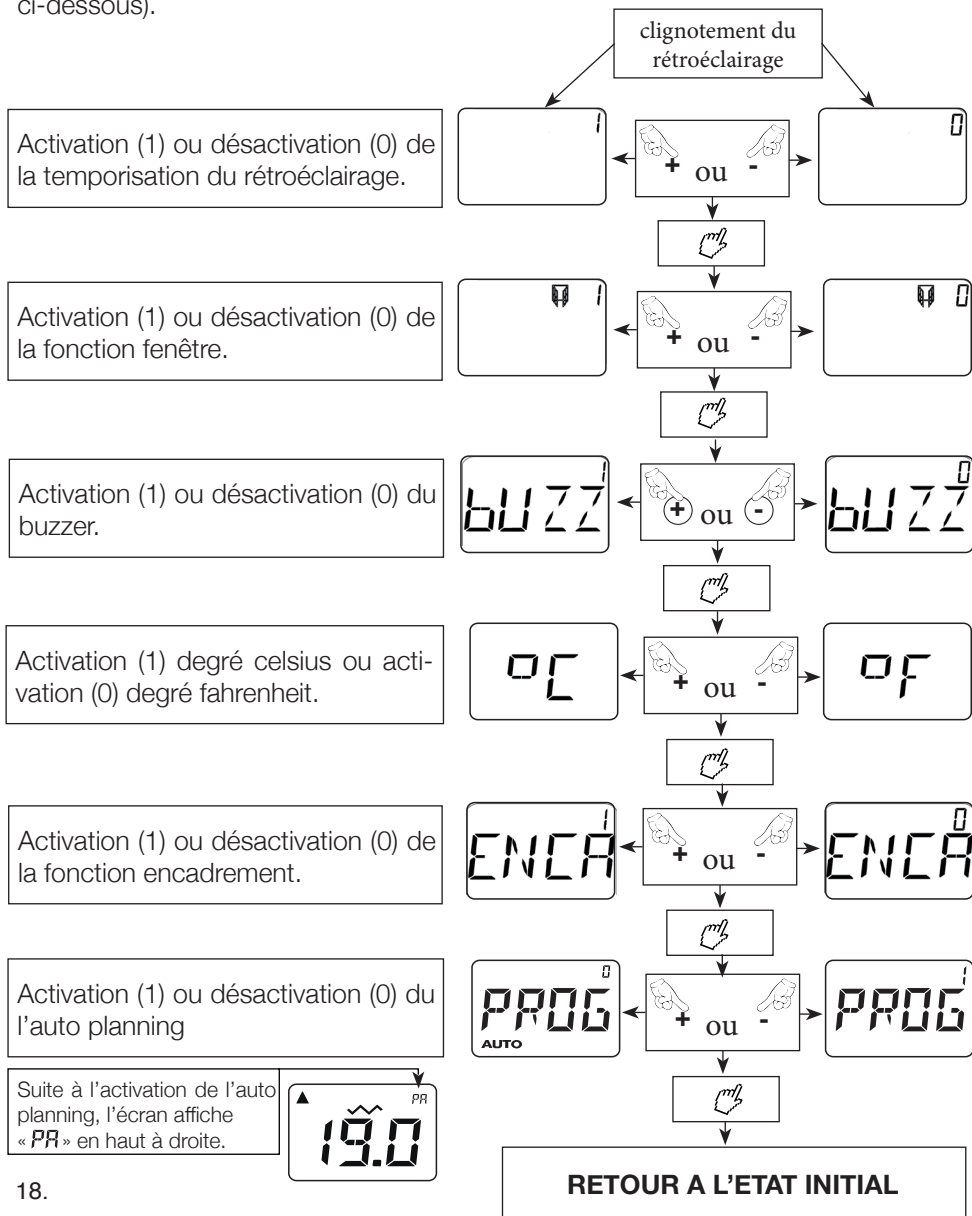 ci-dessous).
clignotement du
rétroéclairage
Activation (1) ou désactivation (0) de
la temporisation du rétroéclairage.
1
+ ou -
0
Activation (1) ou désactivation (0) de
la fonction fenêtre.
1
+ ou -
0
Activation (1) ou désactivation (0) du
buzzer.
1
bUZZ
+ ou -
0
bUZZ
Activation (1) degré celsius ou acti-
vation (0) degré fahrenheit.
°C
+ ou -
°F
Activation (1) ou désactivation (0) de
la fonction encadrement.
1
ENCA
+ ou -
0
ENCA
Activation (1) ou désactivation (0) du
l'auto planning
0
PROG
AUTO
+ ou -
1
PROG
Suite à l'activation de l'auto
planning, l'écran affiche
« PA » en haut à droite.
PA
19.0
RETOUR A L'ETAT INITIAL
18.